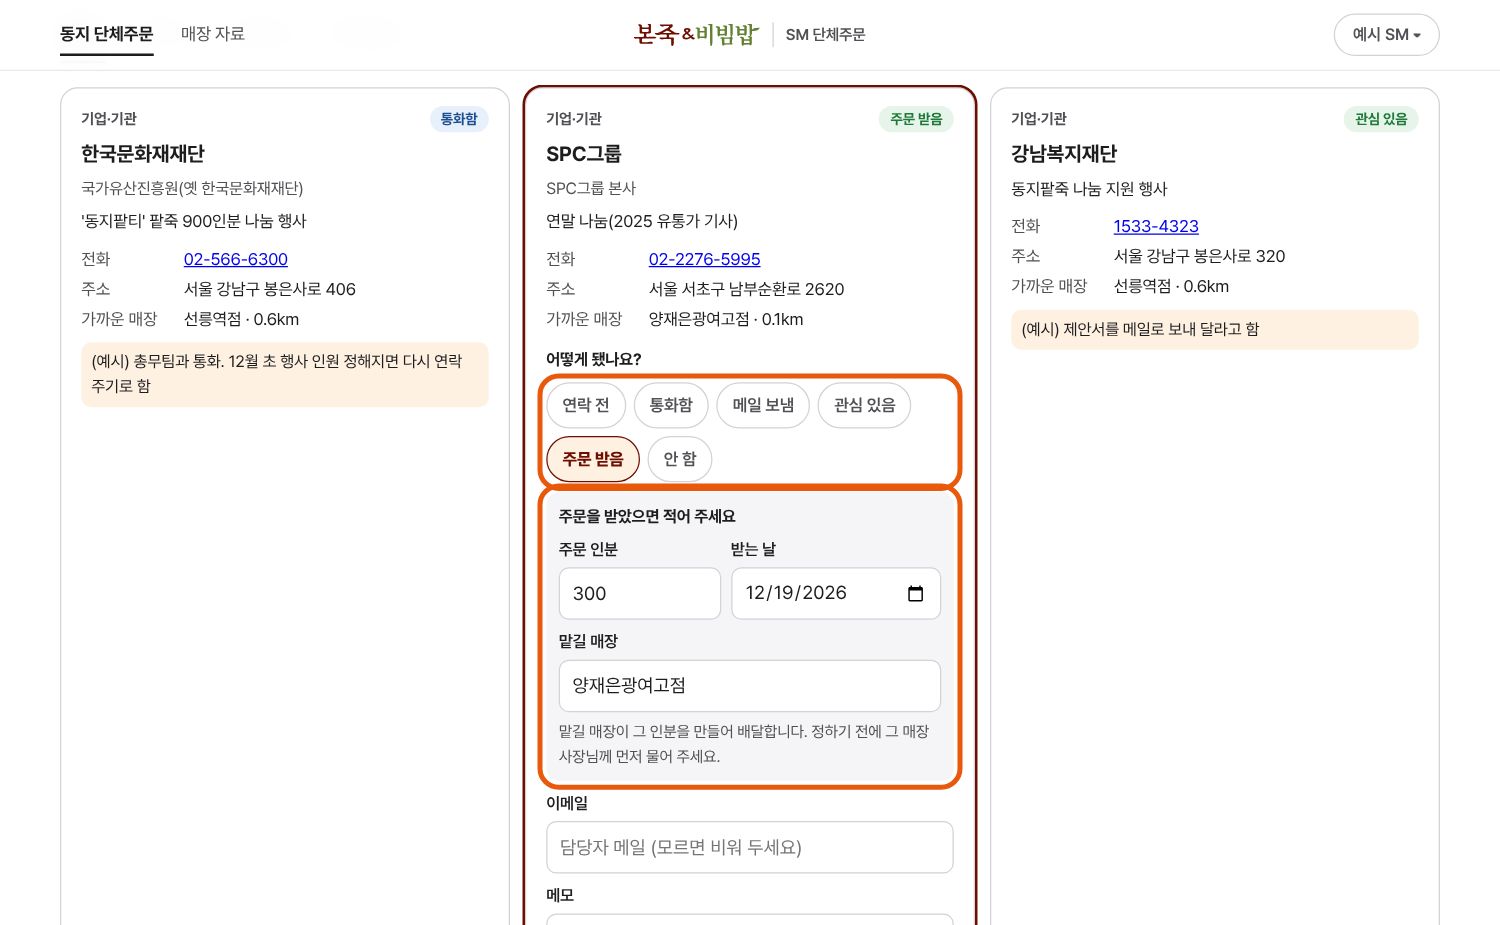 동지 단체주문
매장 자료
본죽&비빔밥
SM 단체주문
예시 SM
기업·기관
통화함
한국문화재재단
국가유산진흥원(옛 한국문화재재단)
'동지팥티' 팥죽 900인분 나눔 행사
전화 02-566-6300
주소 서울 강남구 봉은사로 406
가까운 매장 선릉역점 · 0.6km
(예시) 총무팀과 통화. 12월 초 행사 인원 정해지면 다시 연락
주기로 함
기업·기관
주문 받음
SPC그룹
SPC그룹 본사
연말 나눔(2025 유통가 기사)
전화 02-2276-5995
주소 서울 서초구 남부순환로 2620
가까운 매장 양재은광여고점 · 0.1km
어떻게 됐나요?
연락 전 통화함 메일 보냄 관심 있음
주문 받음 안 함
주문을 받았으면 적어 주세요
주문 인분 받는 날
300 12/19/2026
맡길 매장
양재은광여고점
맡길 매장이 그 인분을 만들어 배달합니다. 정하기 전에 그 매장
사장님께 먼저 물어 주세요.
이메일
담당자 메일 (모르면 비워 두세요)
메모
기업·기관
관심 있음
강남복지재단
동지팥죽 나눔 지원 행사
전화 1533-4323
주소 서울 강남구 봉은사로 320
가까운 매장 선릉역점 · 0.6km
(예시) 제안서를 메일로 보내 달라고 함